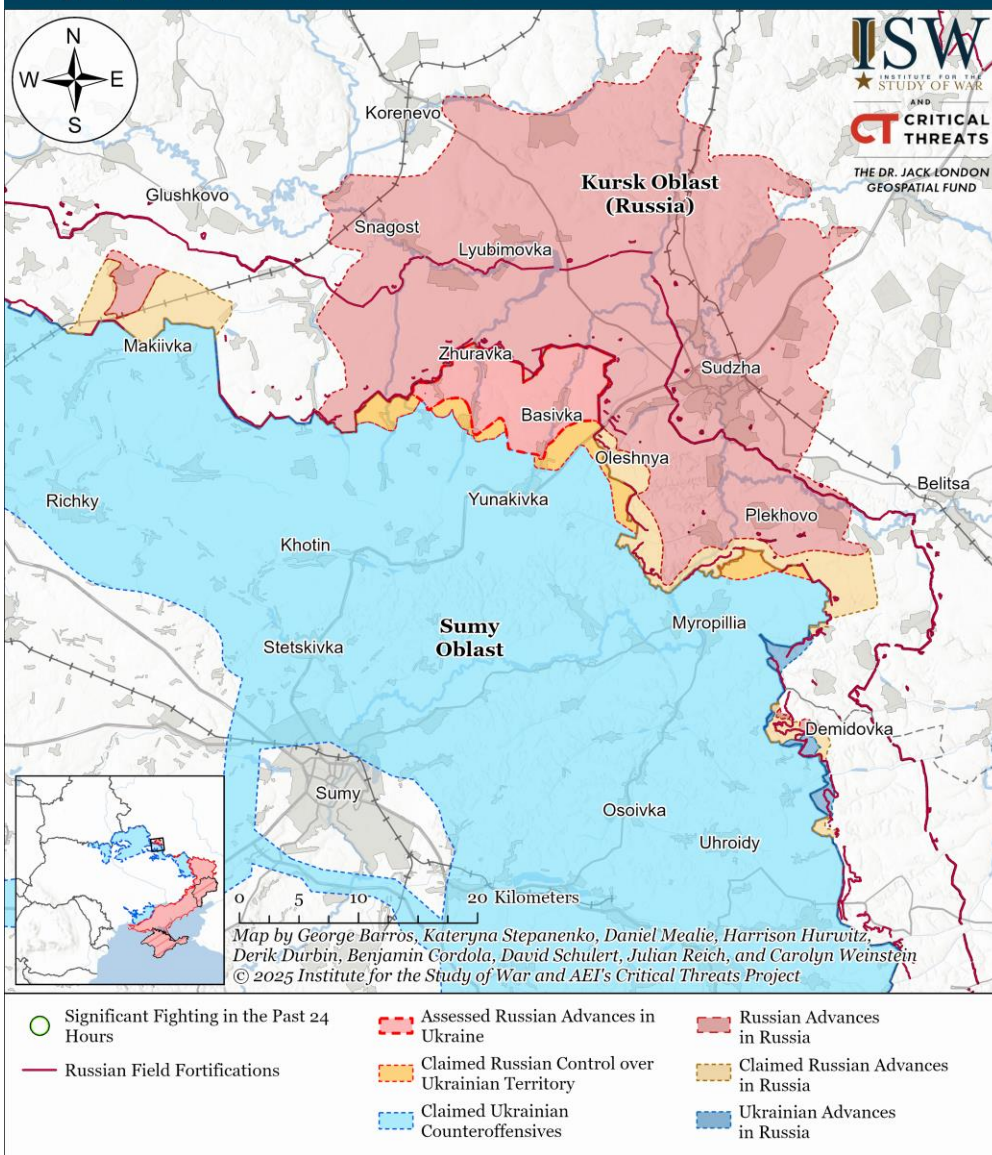 N
W
E
S
ISW
INSTITUTE FOR THE
STUDY OF WAR
AND
CT CRITICAL
THREATS
THE DR. JACK LONDON
GEOSPATIAL FUND
Korenevo
Kursk Oblast
(Russia)
Glushkovo
Snagost
Lyubimovka
Makiivka
Zhuravka
Sudzha
Basivka
Oleshnya
Belitsa
Richky
Yunakivka
Plekhovo
Khotin
Sumy
Oblast
Myropillia
Stetskivka
Demidovka
Sumy
Osoivka
Uhroidy
0 5 10 20 Kilometers
Map by George Barros, Kateryna Stepanenko, Daniel Mealie, Harrison Hurwitz,
Derik Durbin, Benjamin Cordola, David Schulert, Julian Reich, and Carolyn Weinstein
© 2025 Institute for the Study of War and AEI's Critical Threats Project
Significant Fighting in the Past 24
Hours
Russian Field Fortifications
Assessed Russian Advances in
Ukraine
Claimed Russian Control over
Ukrainian Territory
Claimed Ukrainian
Counteroffensives
Russian Advances
in Russia
Claimed Russian Advances
in Russia
Ukrainian Advances
in Russia